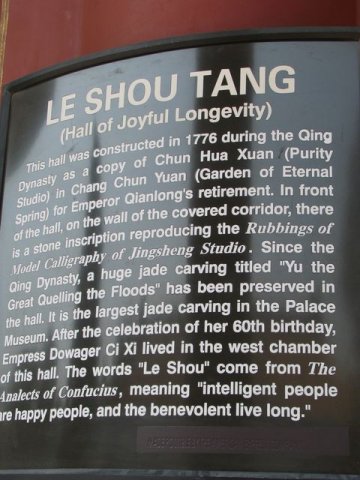 LE SHOU TANG
(Hall of Joyful Longevity)
This hall was constructed in 1776 during the Qing
Dynasty as a copy of Chun Hua Xuan (Purity
Studio) in Chang Chun Yuan (Garden of Eternal
Spring) for Emperor Qianlong's retirement. In front
of the hall, on the wall of the covered corridor, there
is a stone inscription reproducing the Rubbings of
Model Calligraphy of Jingsheng Studio. Since the
Qing Dynasty, a huge jade carving titled "Yu the
Great Quelling the Floods" has been preserved in
the hall. It is the largest jade carving in the Palace
Museum. After the celebration of her 60th birthday,
Empress Dowager Ci Xi lived in the west chamber
of this hall. The words "Le Shou" come from The
Analects of Confucius, meaning "intelligent people
are happy people, and the benevolent live long."